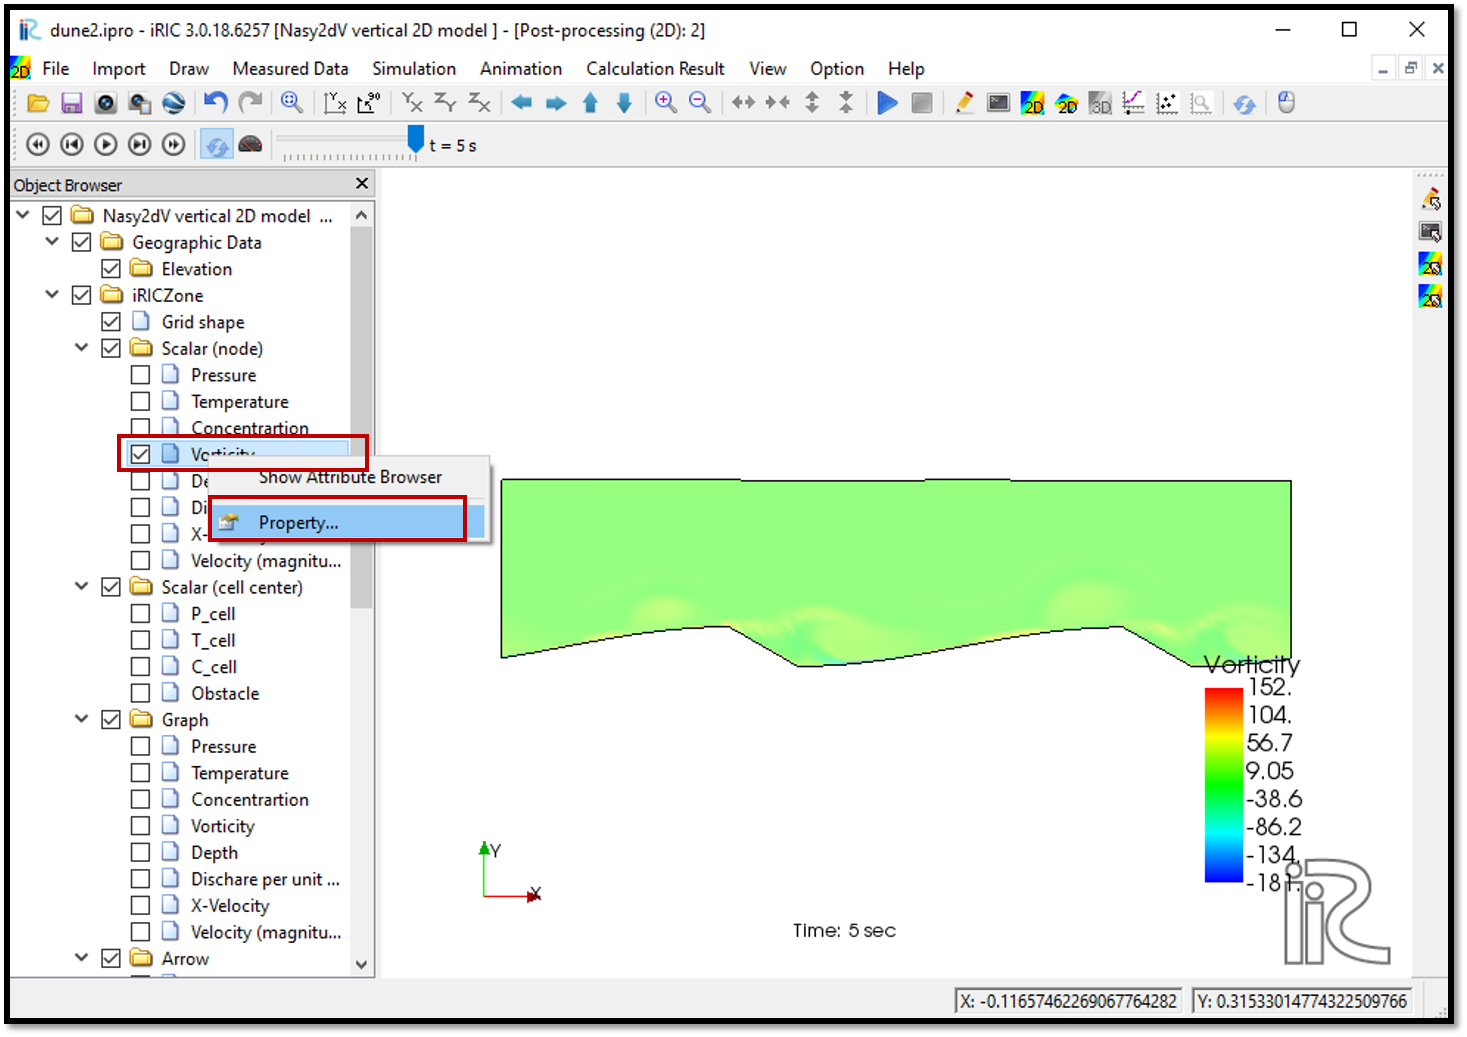 dune2.ipro - iRIC 3.0.18.6257 [Nasy2dV vertical 2D model ] - [Post-processing (2D): 2]
File Import Draw Measured Data Simulation Animation Calculation Result View Option Help
t = 5 s
Object Browser
Nasy2dV vertical 2D model ...
Geographic Data
Elevation
iRICZone
Grid shape
Scalar (node)
Pressure
Temperature
Concentrartion
Vorticity
Show Attribute Browser
De
Di
Property...
X-
Velocity (magnitu...
Scalar (cell center)
P_cell
T_cell
C_cell
Obstacle
Graph
Pressure
Temperature
Concentrartion
Vorticity
Depth
Dischare per unit ...
X-Velocity
Velocity (magnitu...
Arrow
Vorticity
152.
104.
56.7
9.05
-38.6
-86.2
-134.
-181.
Y
X
Time: 5 sec
iRIC
X: -0.11657462269067764282
Y: 0.31533014774322509766